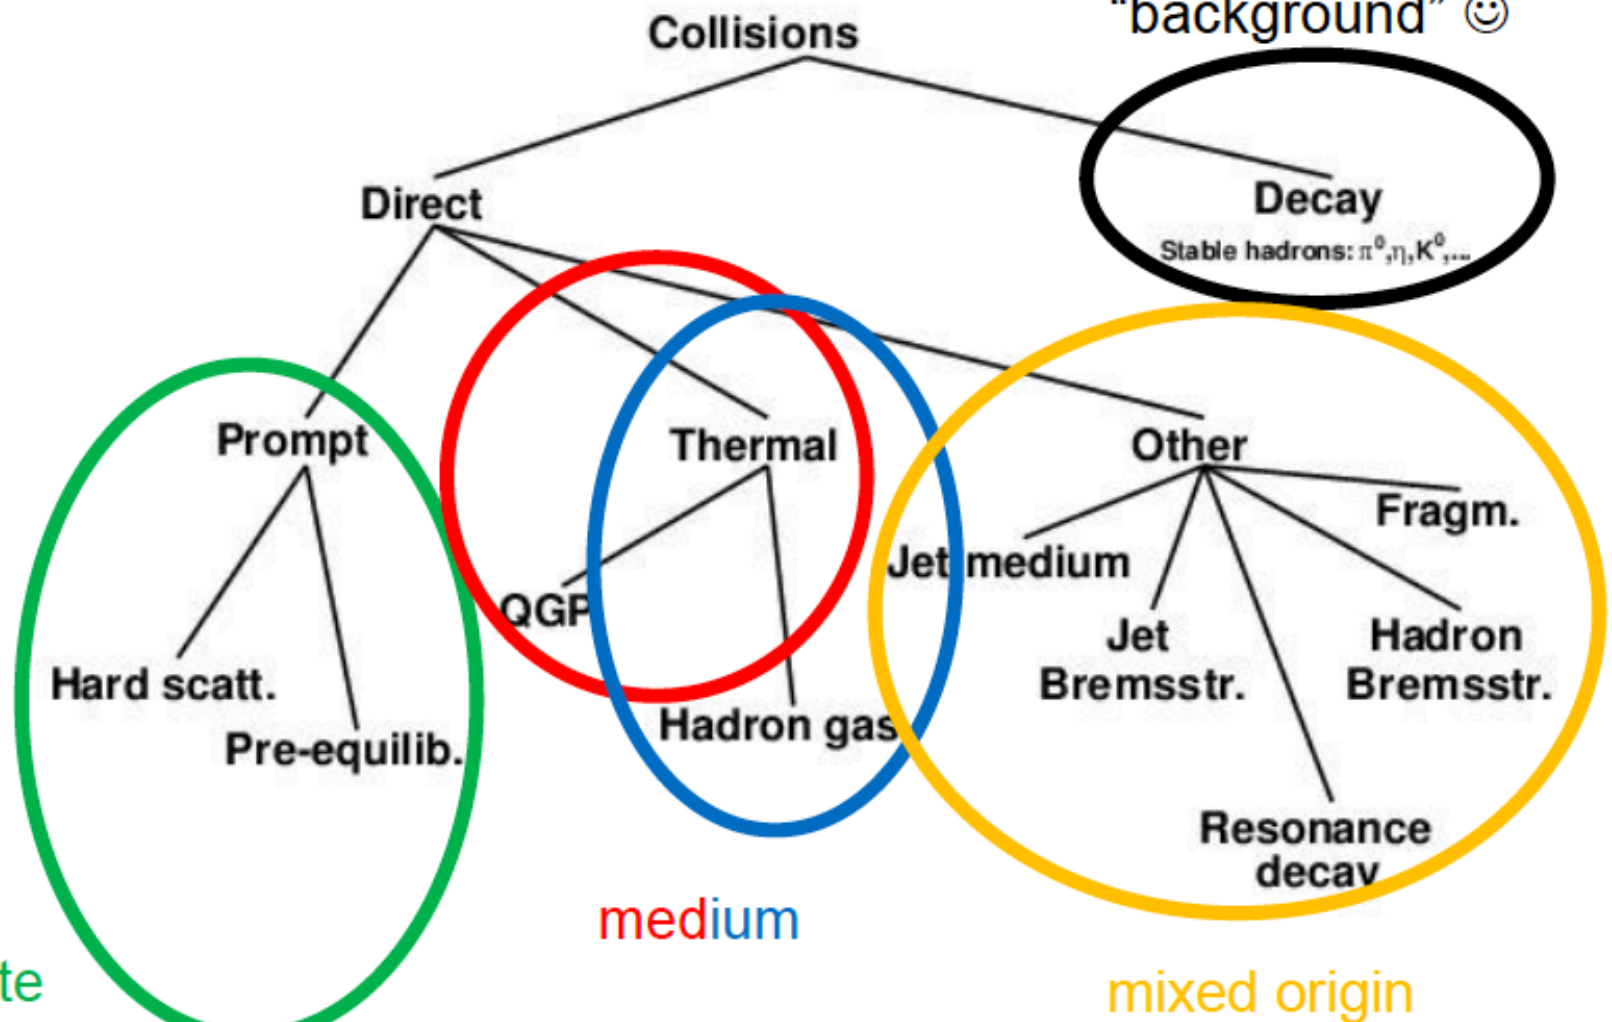 "background" ☺
Collisions
Direct
Decay
Stable hadrons: π⁰,η,K⁰,...
Prompt
Thermal
Other
Fragm.
Jet medium
QGP
Jet
Bremsstr.
Hadron
Bremsstr.
Hard scatt.
Pre-equilib.
Hadron gas
Resonance
decay
medium
te
mixed origin